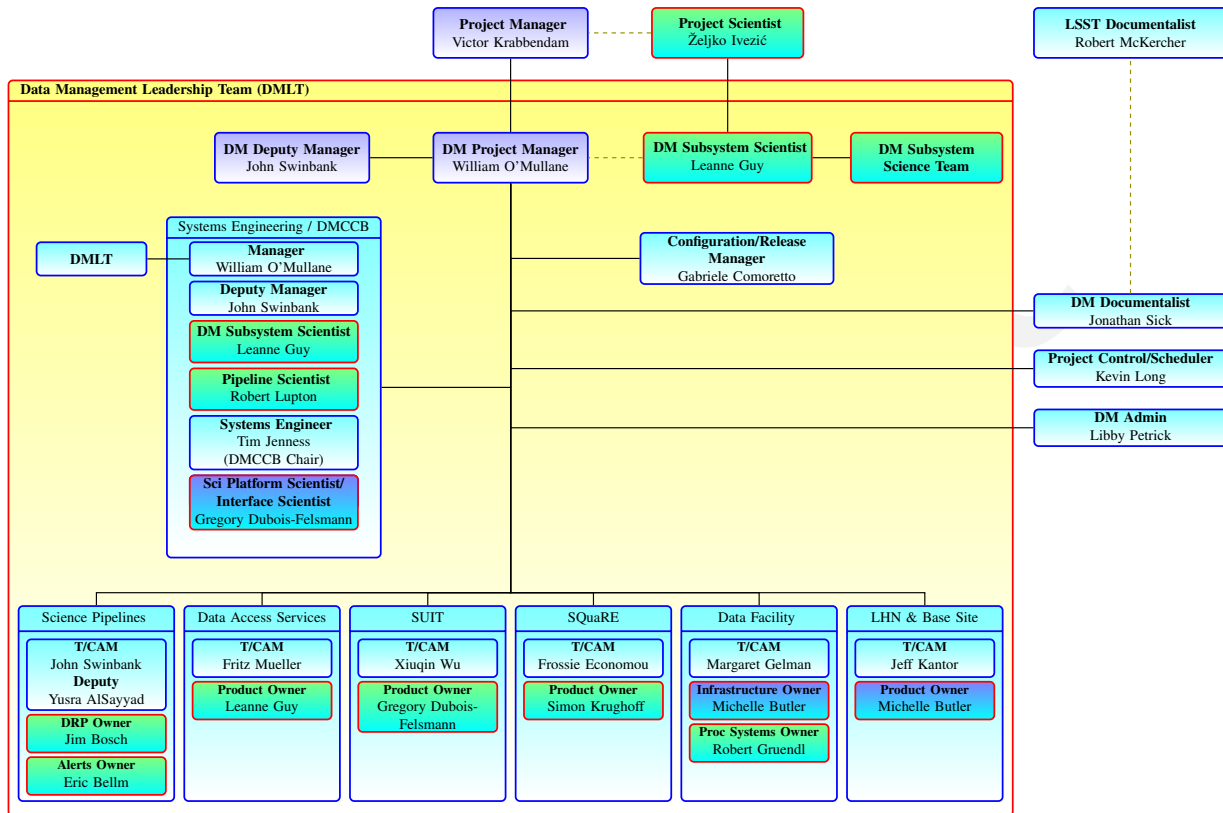 Project Manager
Victor Krabbendam
Project Scientist
Željko Ivezić
LSST Documentalist
Robert McKercher
Data Management Leadership Team (DMLT)
DM Deputy Manager
John Swinbank
DM Project Manager
William O'Mullane
DM Subsystem Scientist
Leanne Guy
DM Subsystem
Science Team
Systems Engineering / DMCCB
DMLT
Manager
William O'Mullane
Deputy Manager
John Swinbank
DM Subsystem Scientist
Leanne Guy
Pipeline Scientist
Robert Lupton
Systems Engineer
Tim Jenness
(DMCCB Chair)
Sci Platform Scientist/
Interface Scientist
Gregory Dubois-Felsmann
Configuration/Release
Manager
Gabriele Comoretto
DM Documentalist
Jonathan Sick
Project Control/Scheduler
Kevin Long
DM Admin
Libby Petrick
Science Pipelines
T/CAM
John Swinbank
Deputy
Yusra AlSayyad
DRP Owner
Jim Bosch
Alerts Owner
Eric Bellm
Data Access Services
T/CAM
Fritz Mueller
Product Owner
Leanne Guy
SUIT
T/CAM
Xiuqin Wu
Product Owner
Gregory Dubois-
Felsmann
SQuaRE
T/CAM
Frossie Economou
Product Owner
Simon Krughoff
Data Facility
T/CAM
Margaret Gelman
Infrastructure Owner
Michelle Butler
Proc Systems Owner
Robert Gruendl
LHN & Base Site
T/CAM
Jeff Kantor
Product Owner
Michelle Butler